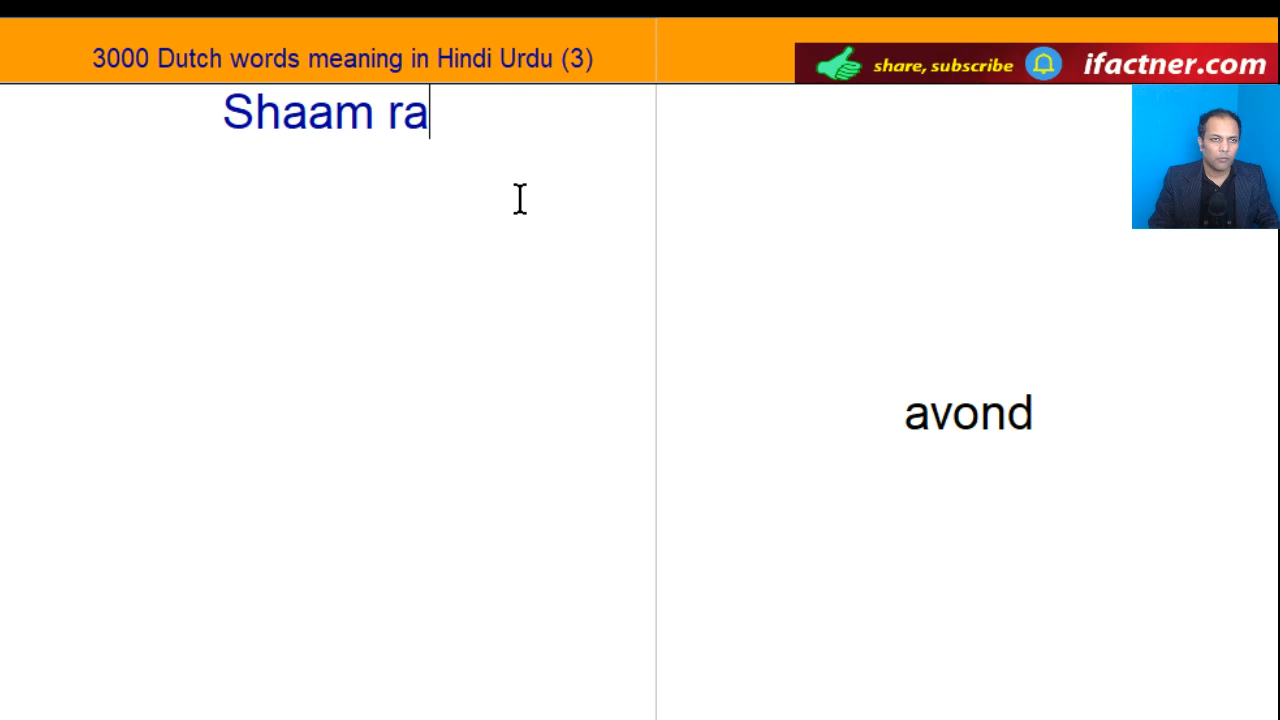 3000 Dutch words meaning in Hindi Urdu (3)
share, subscribe
ifactner.com
Shaam ra
avond